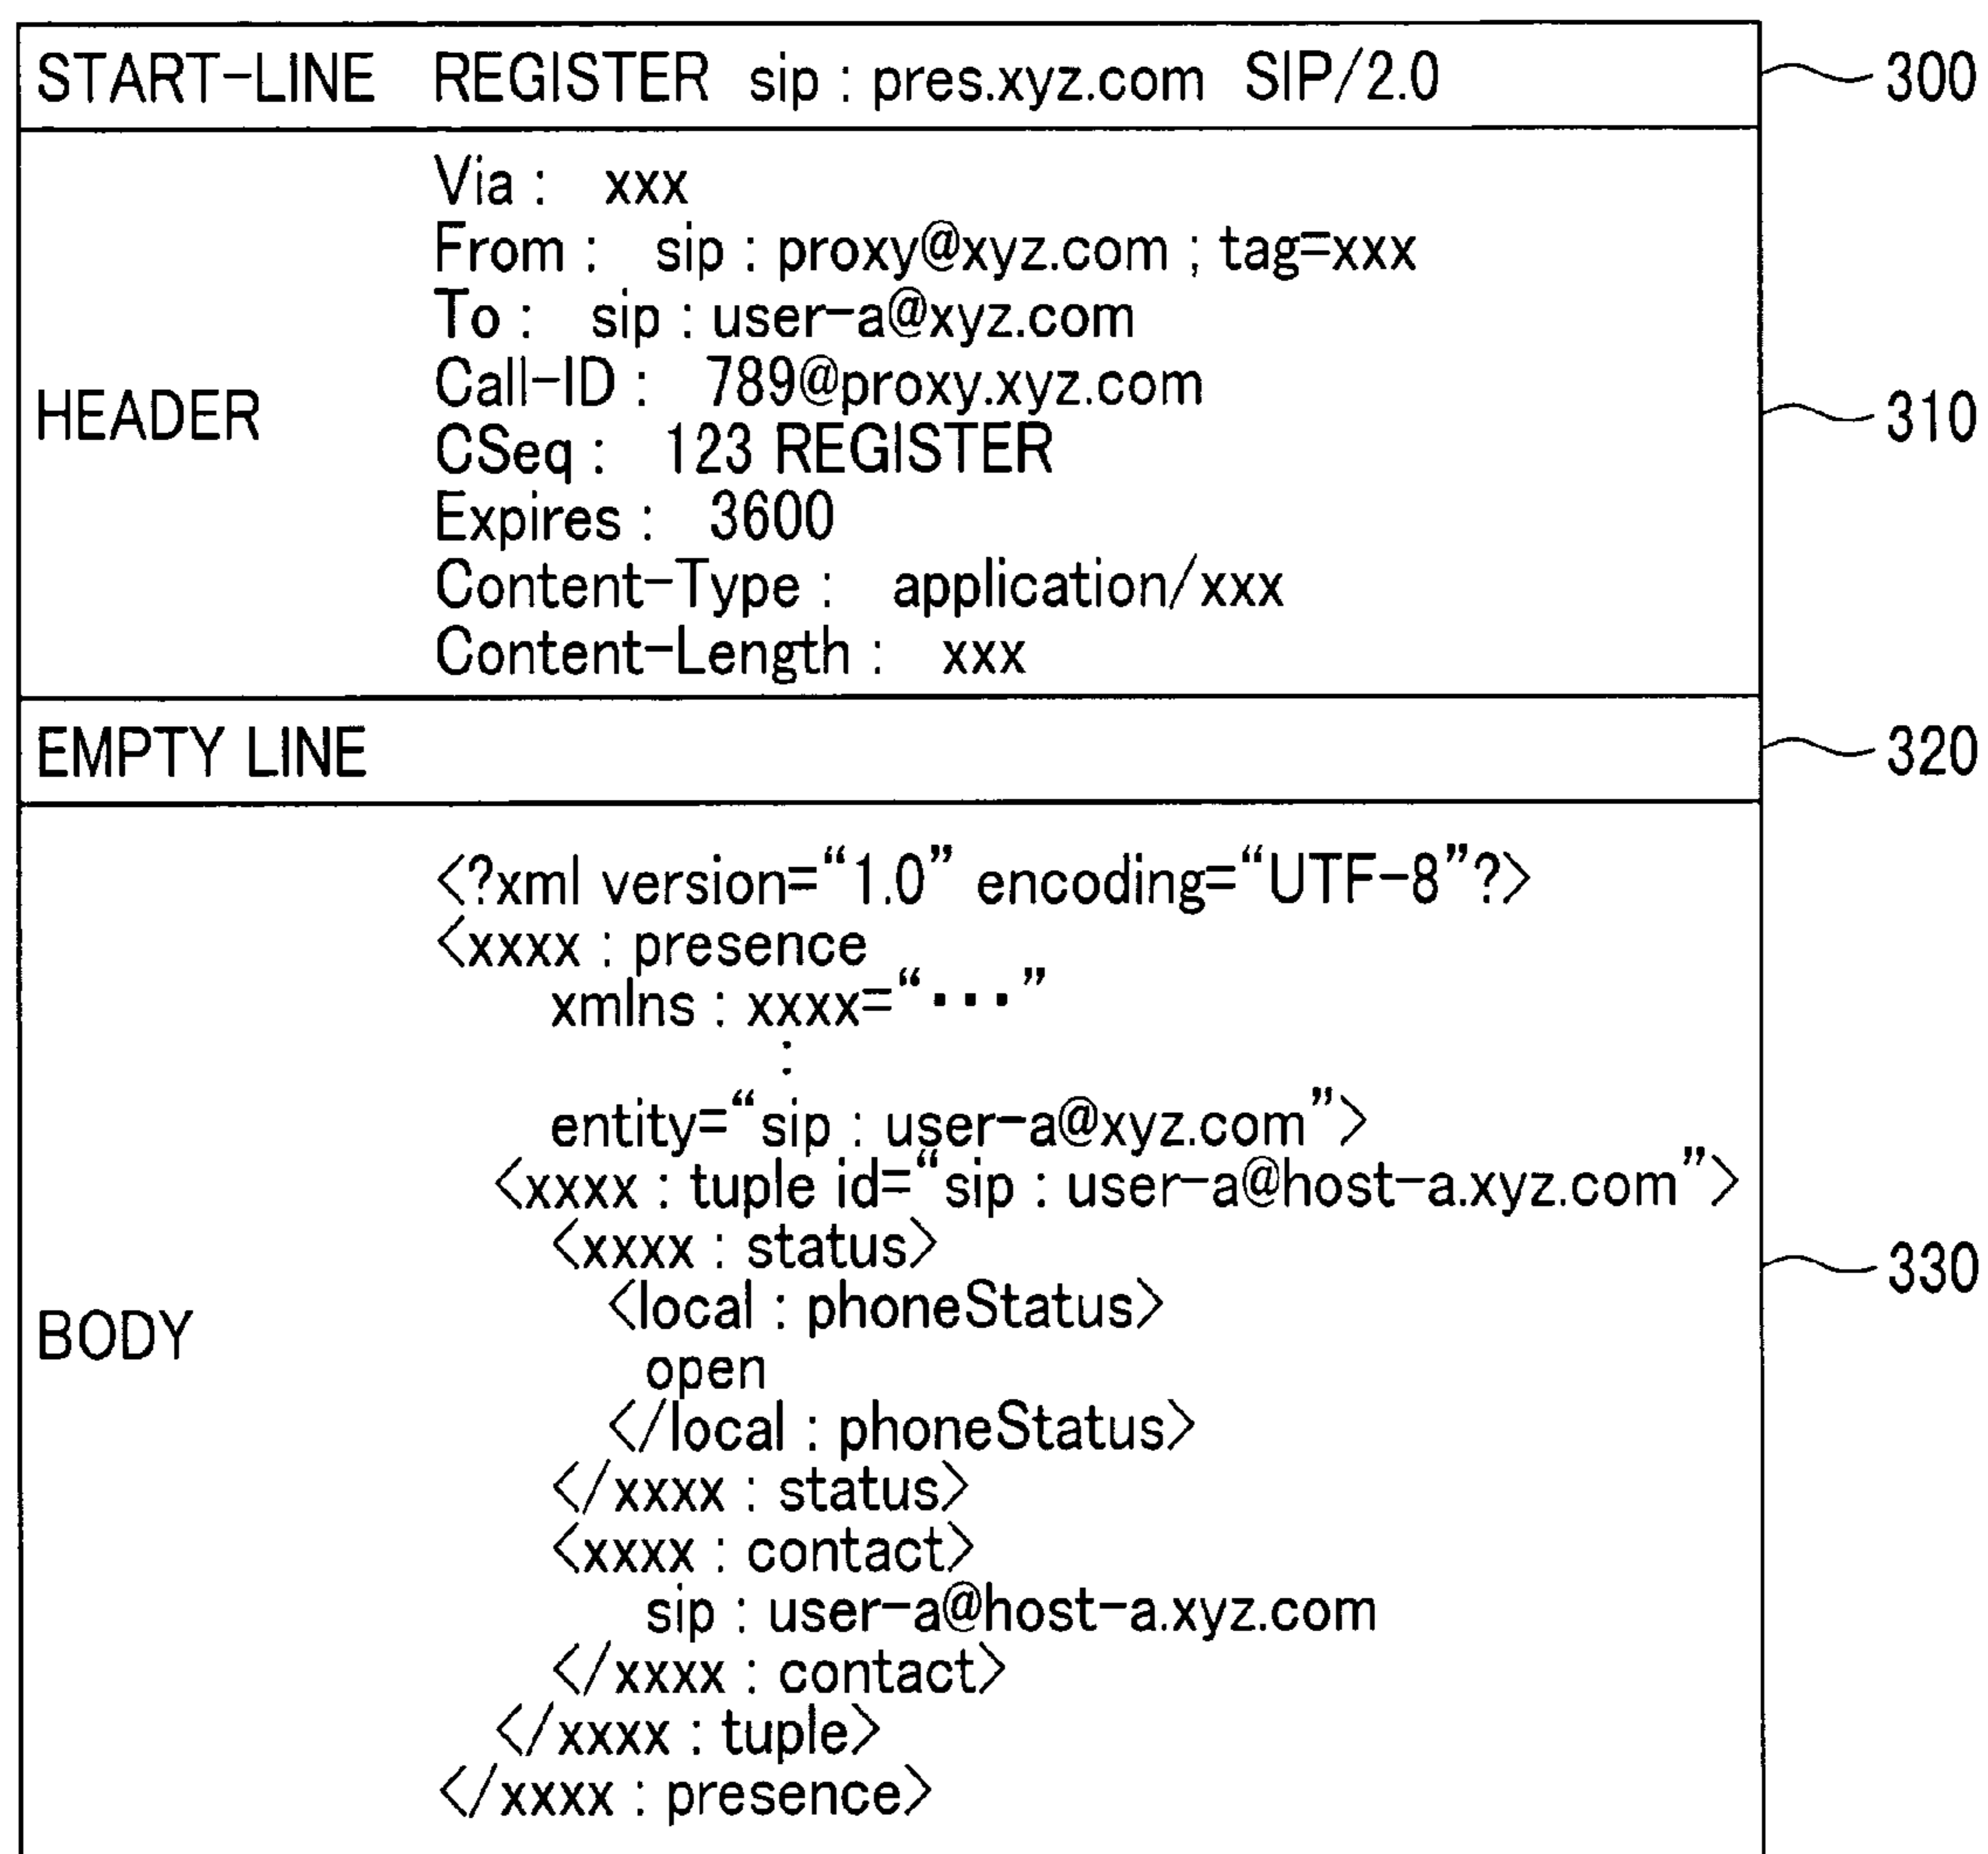 START-LINE REGISTER sip : pres.xyz.com SIP/2.0 300
Via : xxx
From : sip : proxy@xyz.com ; tag=xxx
To : sip : user-a@xyz.com
Call-ID : 789@proxy.xyz.com
HEADER 310
CSeq : 123 REGISTER
Expires : 3600
Content-Type : application/xxx
Content-Length : xxx
EMPTY LINE 320
<?xml version="1.0" encoding="UTF-8"?>
<xxxx : presence
xmlns : xxxx="･･･"
:
entity="sip : user-a@xyz.com">
<xxxx : tuple id="sip : user-a@host-a.xyz.com">
<xxxx : status>
330
<local : phoneStatus>
BODY
open
</local : phoneStatus>
</xxxx : status>
<xxxx : contact>
sip : user-a@host-a.xyz.com
</xxxx : contact>
</xxxx : tuple>
</xxxx : presence>